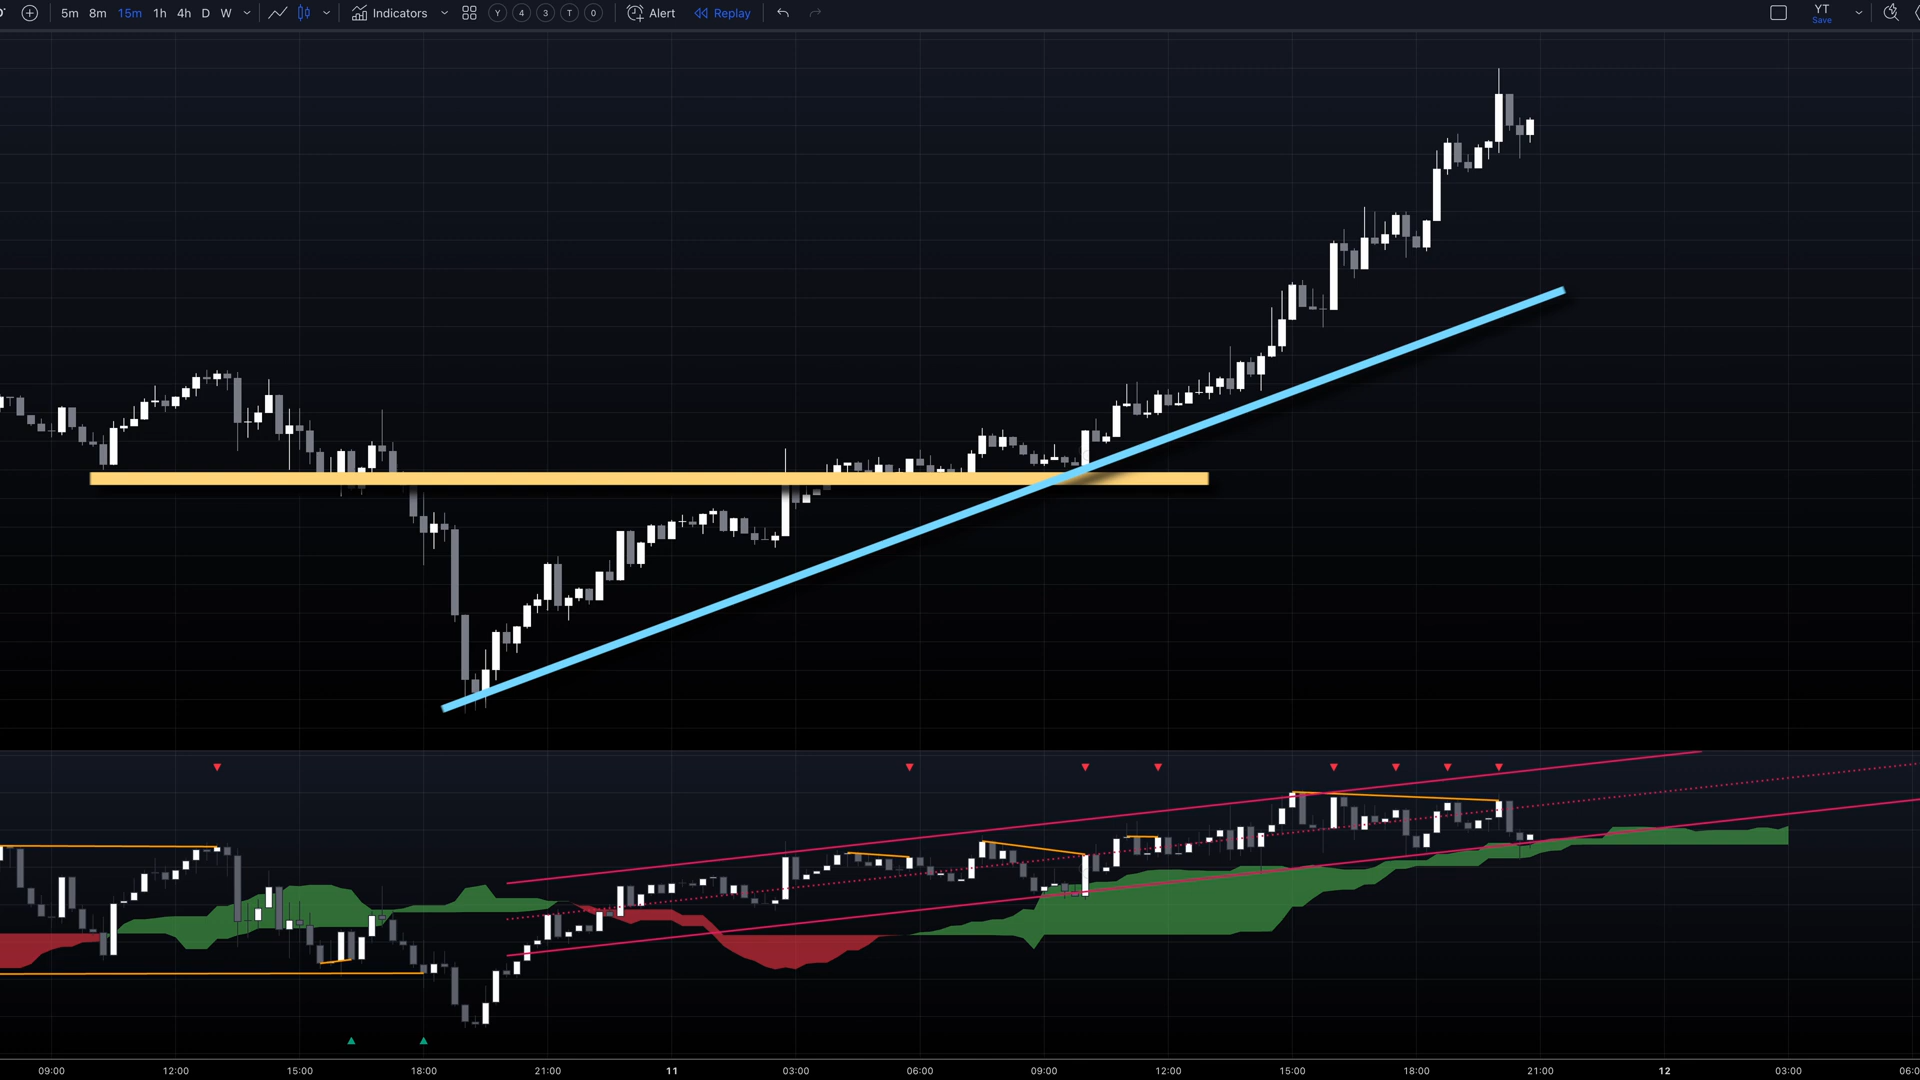 5m 8m 15m 1h 4h D W Indicators Y 4 3 T 0 Alert Replay YT
Save
09:00 12:00 15:00 18:00 21:00 11 03:00 06:00 09:00 12:00 15:00 18:00 21:00 12 03:00